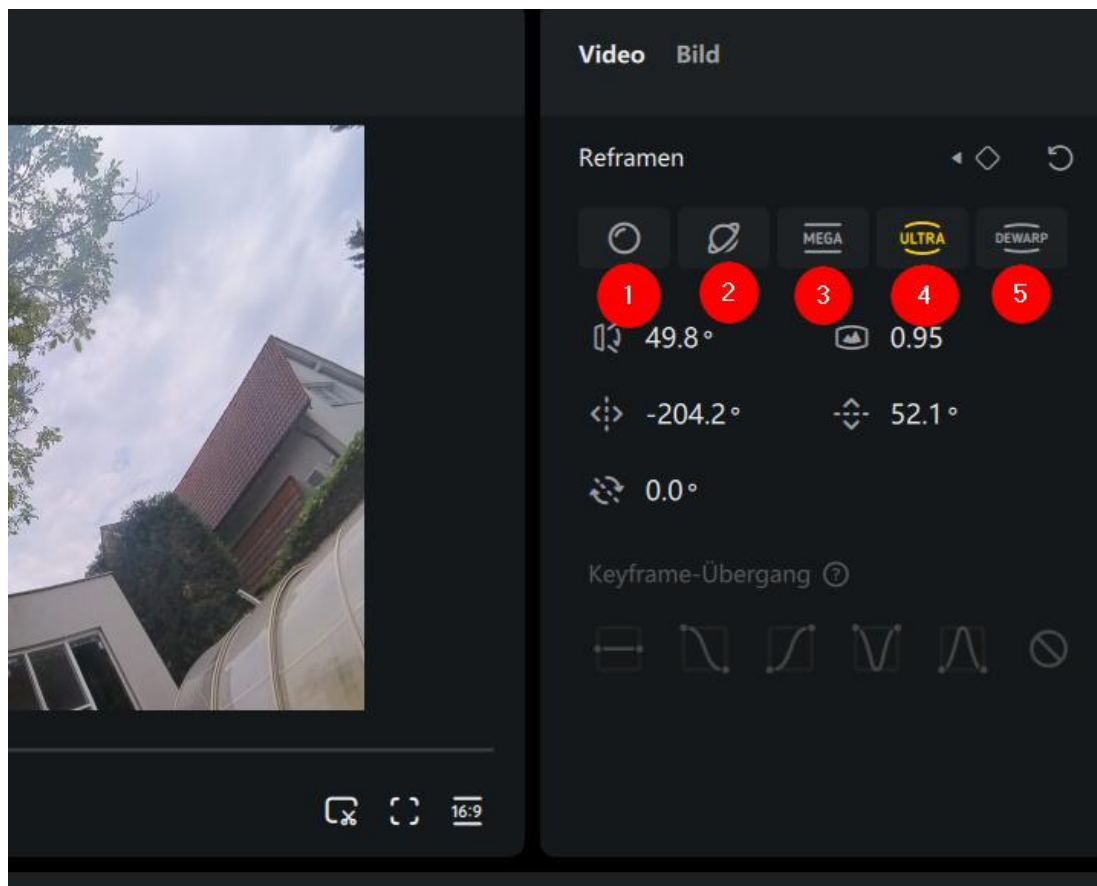 Video Bild
Reframen
MEGA ULTRA DEWARP
1 2 3 4 5
49.8° 0.95
-204.2° 52.1°
0.0°
Keyframe-Übergang ?
16:9